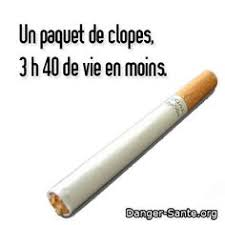 Un paquet de clopes,
3 h 40 de vie en moins.
Danger-Sante.org